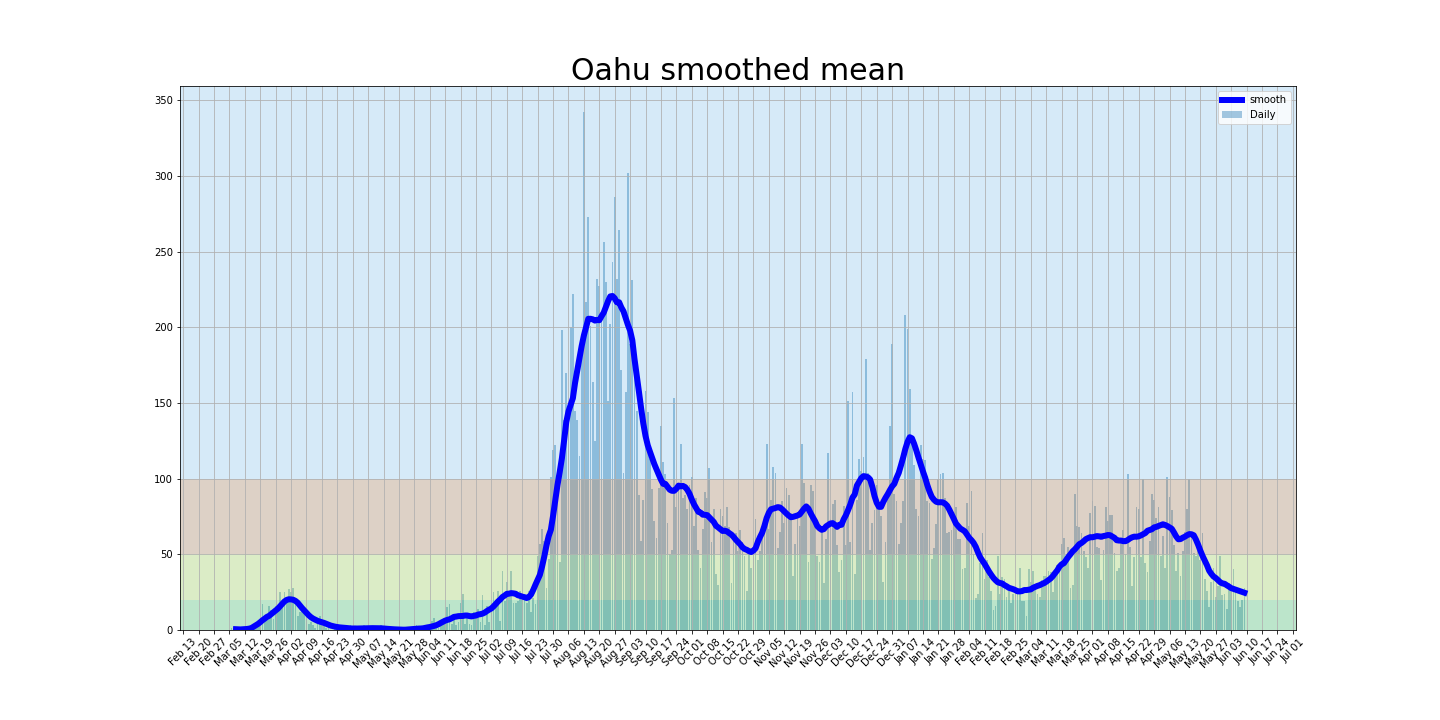 Oahu smoothed mean
smooth
Daily
350
300
250
200
150
100
50
0
Feb 13
Feb 20
Feb 27
Mar 05
Mar 12
Mar 19
Mar 26
Apr 02
Apr 09
Apr 16
Apr 23
Apr 30
May 07
May 14
May 21
May 28
Jun 04
Jun 11
Jun 18
Jun 25
Jul 02
Jul 09
Jul 16
Jul 23
Jul 30
Aug 06
Aug 13
Aug 20
Aug 27
Sep 03
Sep 10
Sep 17
Sep 24
Oct 01
Oct 08
Oct 15
Oct 22
Oct 29
Nov 05
Nov 12
Nov 19
Nov 26
Dec 03
Dec 10
Dec 17
Dec 24
Dec 31
Jan 07
Jan 14
Jan 21
Jan 28
Feb 04
Feb 11
Feb 18
Feb 25
Mar 04
Mar 11
Mar 18
Mar 25
Apr 01
Apr 08
Apr 15
Apr 22
Apr 29
May 06
May 13
May 20
May 27
Jun 03
Jun 10
Jun 17
Jun 24
Jul 01